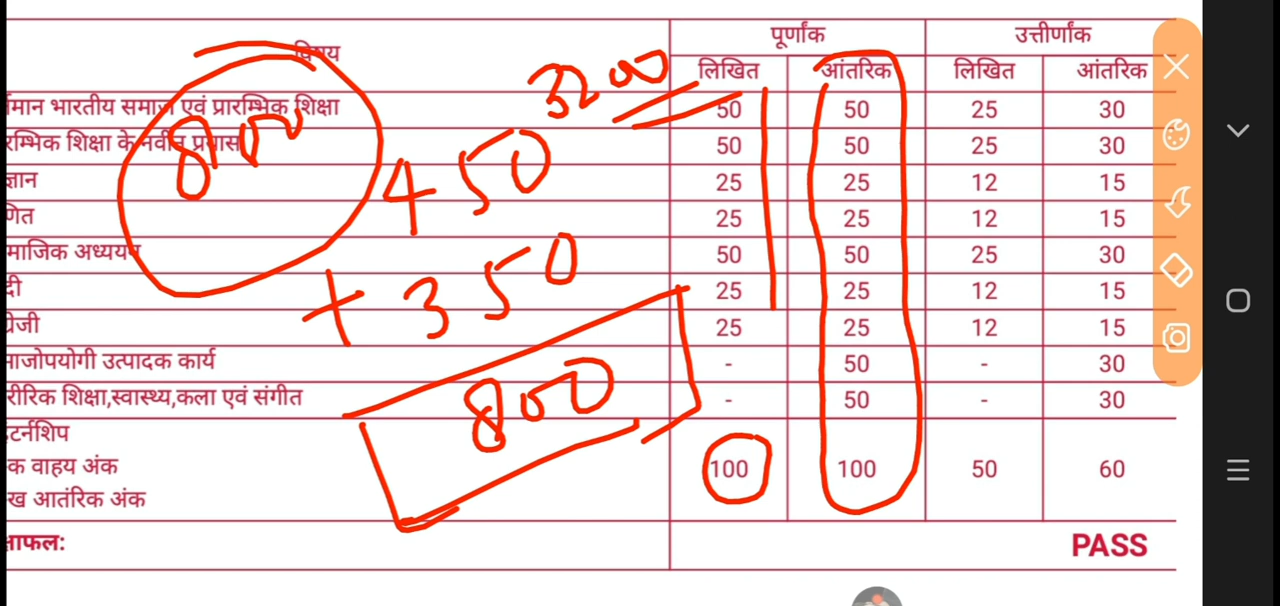 विषय पूर्णांक उत्तीर्णांक
लिखित आंतरिक लिखित आंतरिक
र्तमान भारतीय समाज एवं प्रारम्भिक शिक्षा 50 50 25 30
रम्भिक शिक्षा के नवीन प्रयास 50 50 25 30
ज्ञान 25 25 12 15
णित 25 25 12 15
माजिक अध्ययन 50 50 25 30
दी 25 25 12 15
ग्रेजी 25 25 12 15
माजोपयोगी उत्पादक कार्य - 50 - 30
रीरिक शिक्षा,स्वास्थ्य,कला एवं संगीत - 50 - 30
टर्नशिप
क वाहय अंक 100 100 50 60
ख आतंरिक अंक
क्षाफल: PASS
3200
800
450
+ 350
800